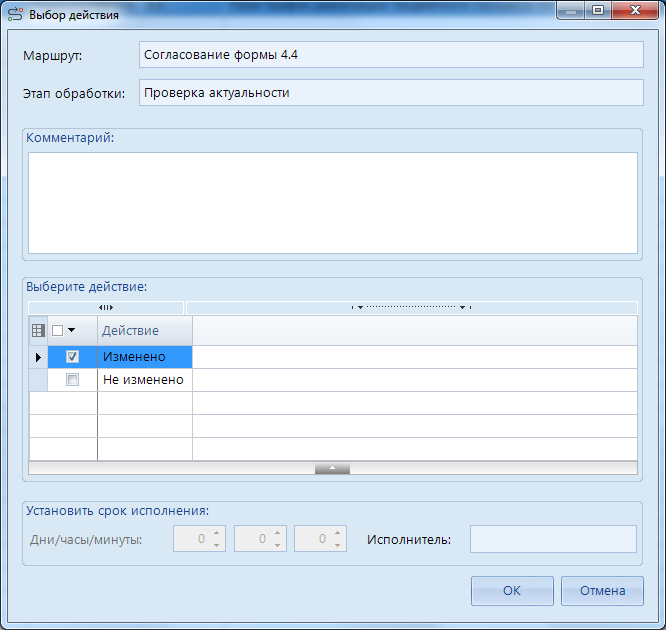 Выбор действия
Маршрут: Согласование формы 4.4
Этап обработки: Проверка актуальности
Комментарий:
Выберите действие:
Действие
Изменено
Не изменено
Установить срок исполнения:
Дни/часы/минуты: 0 0 0 Исполнитель:
ОК Отмена